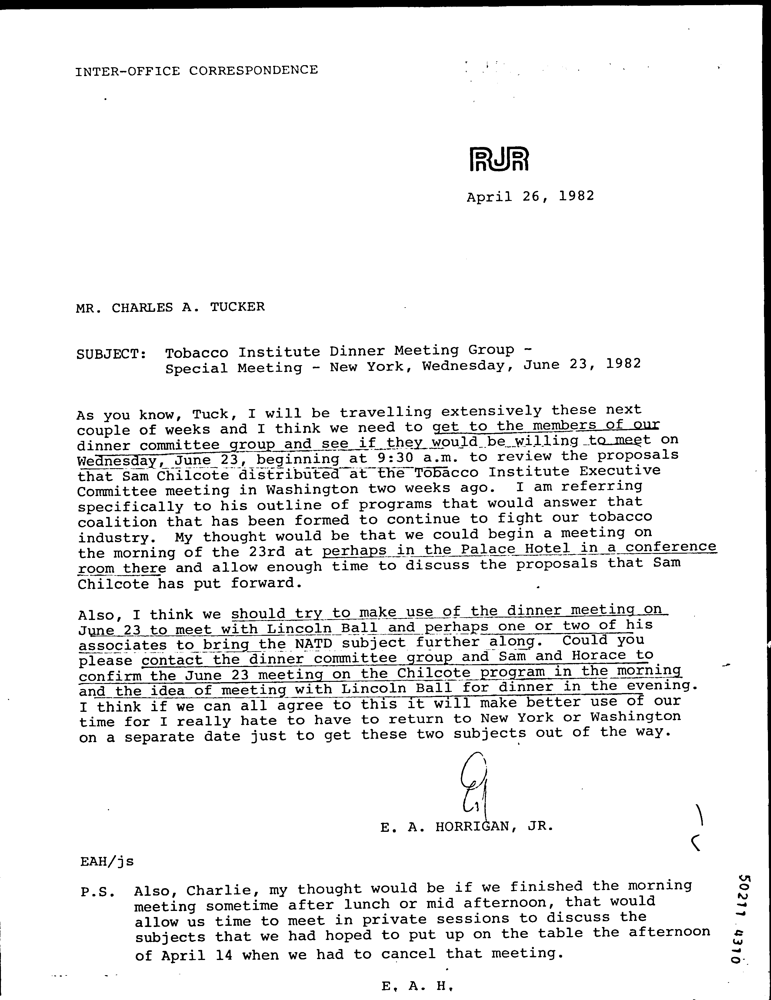 INTER-OFFICE CORRESPONDENCE
RJR
April 26, 1982
MR. CHARLES A. TUCKER
SUBJECT: Tobacco Institute Dinner Meeting Group -
Special Meeting - New York, Wednesday, June 23, 1982
As you know, Tuck, I will be travelling extensively these next
couple of weeks and I think we need to get to the members of our
dinner committee group and see if they would be willing to meet on
Wednesday, June 23, beginning at 9:30 a.m. to review the proposals
that Sam Chilcote distributed at the Tobacco Institute Executive
Committee meeting in Washington two weeks ago. I am referring
specifically to his outline of programs that would answer that
coalition that has been formed to continue to fight our tobacco
industry. My thought would be that we could begin a meeting on
the morning of the 23rd at perhaps in the Palace Hotel in a conference
room there and allow enough time to discuss the proposals that Sam
Chilcote has put forward.
Also, I think we should try to make use of the dinner meeting on
June 23 to meet with Lincoln Ball and perhaps one or two of his
associates to bring the NATD subject further along. Could you
please contact the dinner committee group and Sam and Horace to
confirm the June 23 meeting on the Chilcote program in the morning
and the idea of meeting with Lincoln Ball for dinner in the evening.
I think if we can all agree to this it will make better use of our
time for I really hate to have to return to New York or Washington
on a separate date just to get these two subjects out of the way.
E. A. HORRIGAN, JR.
EAH/js
P.S. Also, Charlie, my thought would be if we finished the morning
meeting sometime after lunch or mid afternoon, that would
allow us time to meet in private sessions to discuss the
subjects that we had hoped to put up on the table the afternoon
of April 14 when we had to cancel that meeting.
E. A. H.
50211 4310